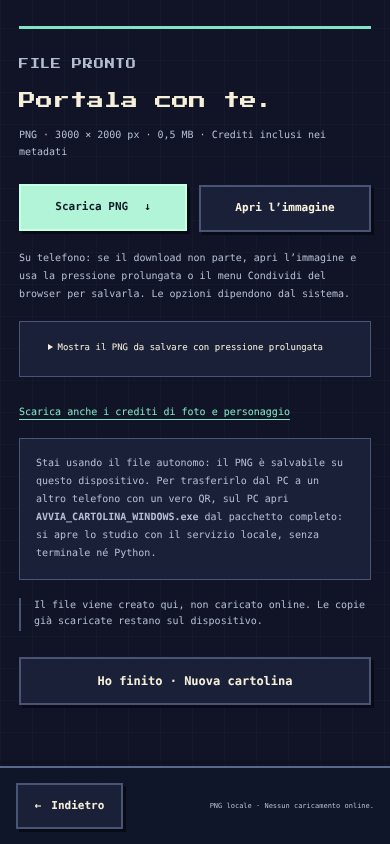 FILE PRONTO
Portala con te.
PNG · 3000 × 2000 px · 0,5 MB · Crediti inclusi nei
metadati
Scarica PNG ↓
Apri l’immagine
Su telefono: se il download non parte, apri l’immagine e
usa la pressione prolungata o il menu Condividi del
browser per salvarla. Le opzioni dipendono dal sistema.
▶ Mostra il PNG da salvare con pressione prolungata
Scarica anche i crediti di foto e personaggio
Stai usando il file autonomo: il PNG è salvabile su
questo dispositivo. Per trasferirlo dal PC a un
altro telefono con un vero QR, sul PC apri
AVVIA_CARTOLINA_WINDOWS.exe dal pacchetto completo:
si apre lo studio con il servizio locale, senza
terminale né Python.
Il file viene creato qui, non caricato online. Le copie
già scaricate restano sul dispositivo.
Ho finito · Nuova cartolina
← Indietro
PNG locale · Nessun caricamento online.